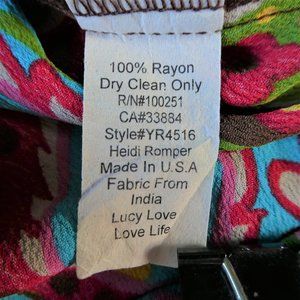 100% Rayon
Dry Clean Only
R/N#100251
CA#33884
Style#YR4516
Heidi Romper
Made In U.S.A
Fabric From
India
Lucy Love
Love Life